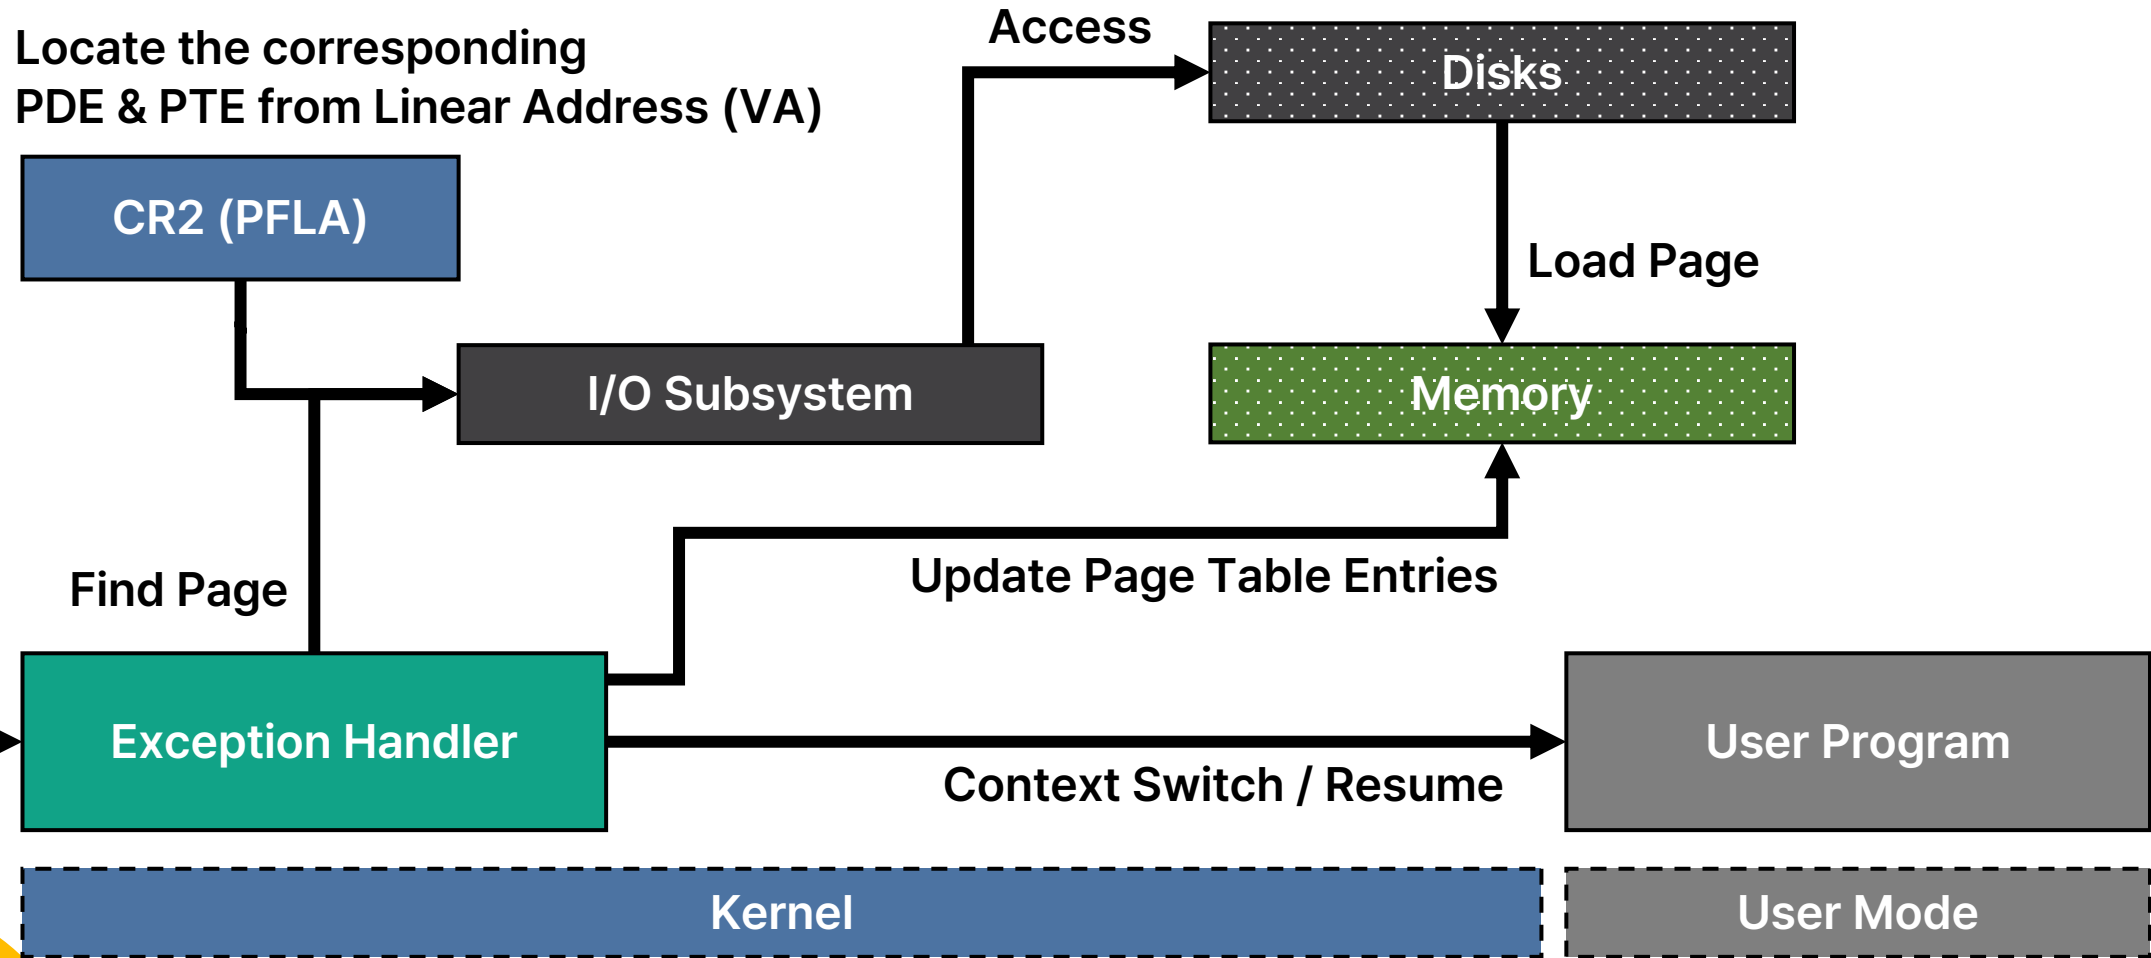 Access
Locate the corresponding
PDE & PTE from Linear Address (VA)
Disks
CR2 (PFLA)
Load Page
I/O Subsystem
Memory
Find Page
Update Page Table Entries
Exception Handler
User Program
Context Switch / Resume
Kernel
User Mode